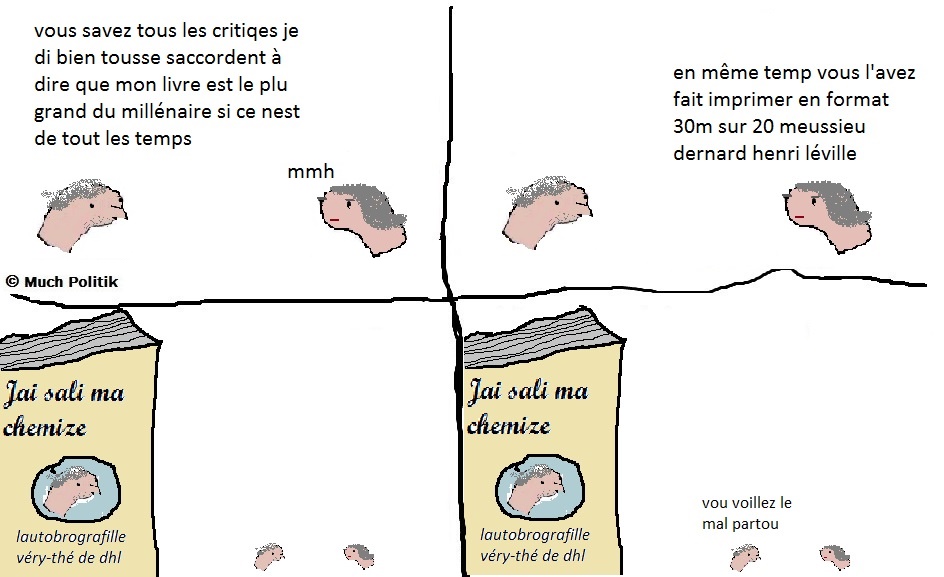 vous savez tous les critiqes je
di bien tousse saccordent à
dire que mon livre est le plu
grand du millénaire si ce nest
de tout les temps
mmh
© Much Politik
en même temp vous l'avez
fait imprimer en format
30m sur 20 meussieu
dernard henri léville
Jai sali ma
chemize
lautobrografille
véry-thé de dhl
Jai sali ma
chemize
lautobrografille
véry-thé de dhl
vou voillez le
mal partou